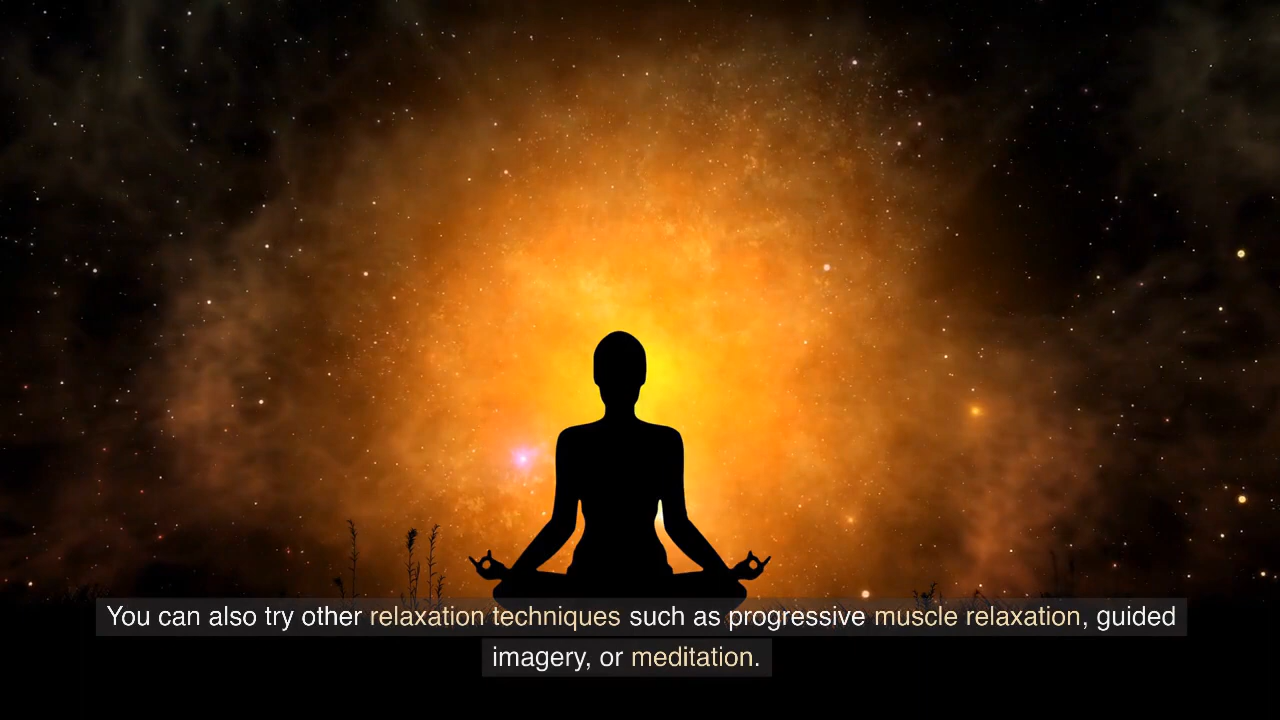 You can also try other relaxation techniques such as progressive muscle relaxation, guided
imagery, or meditation.